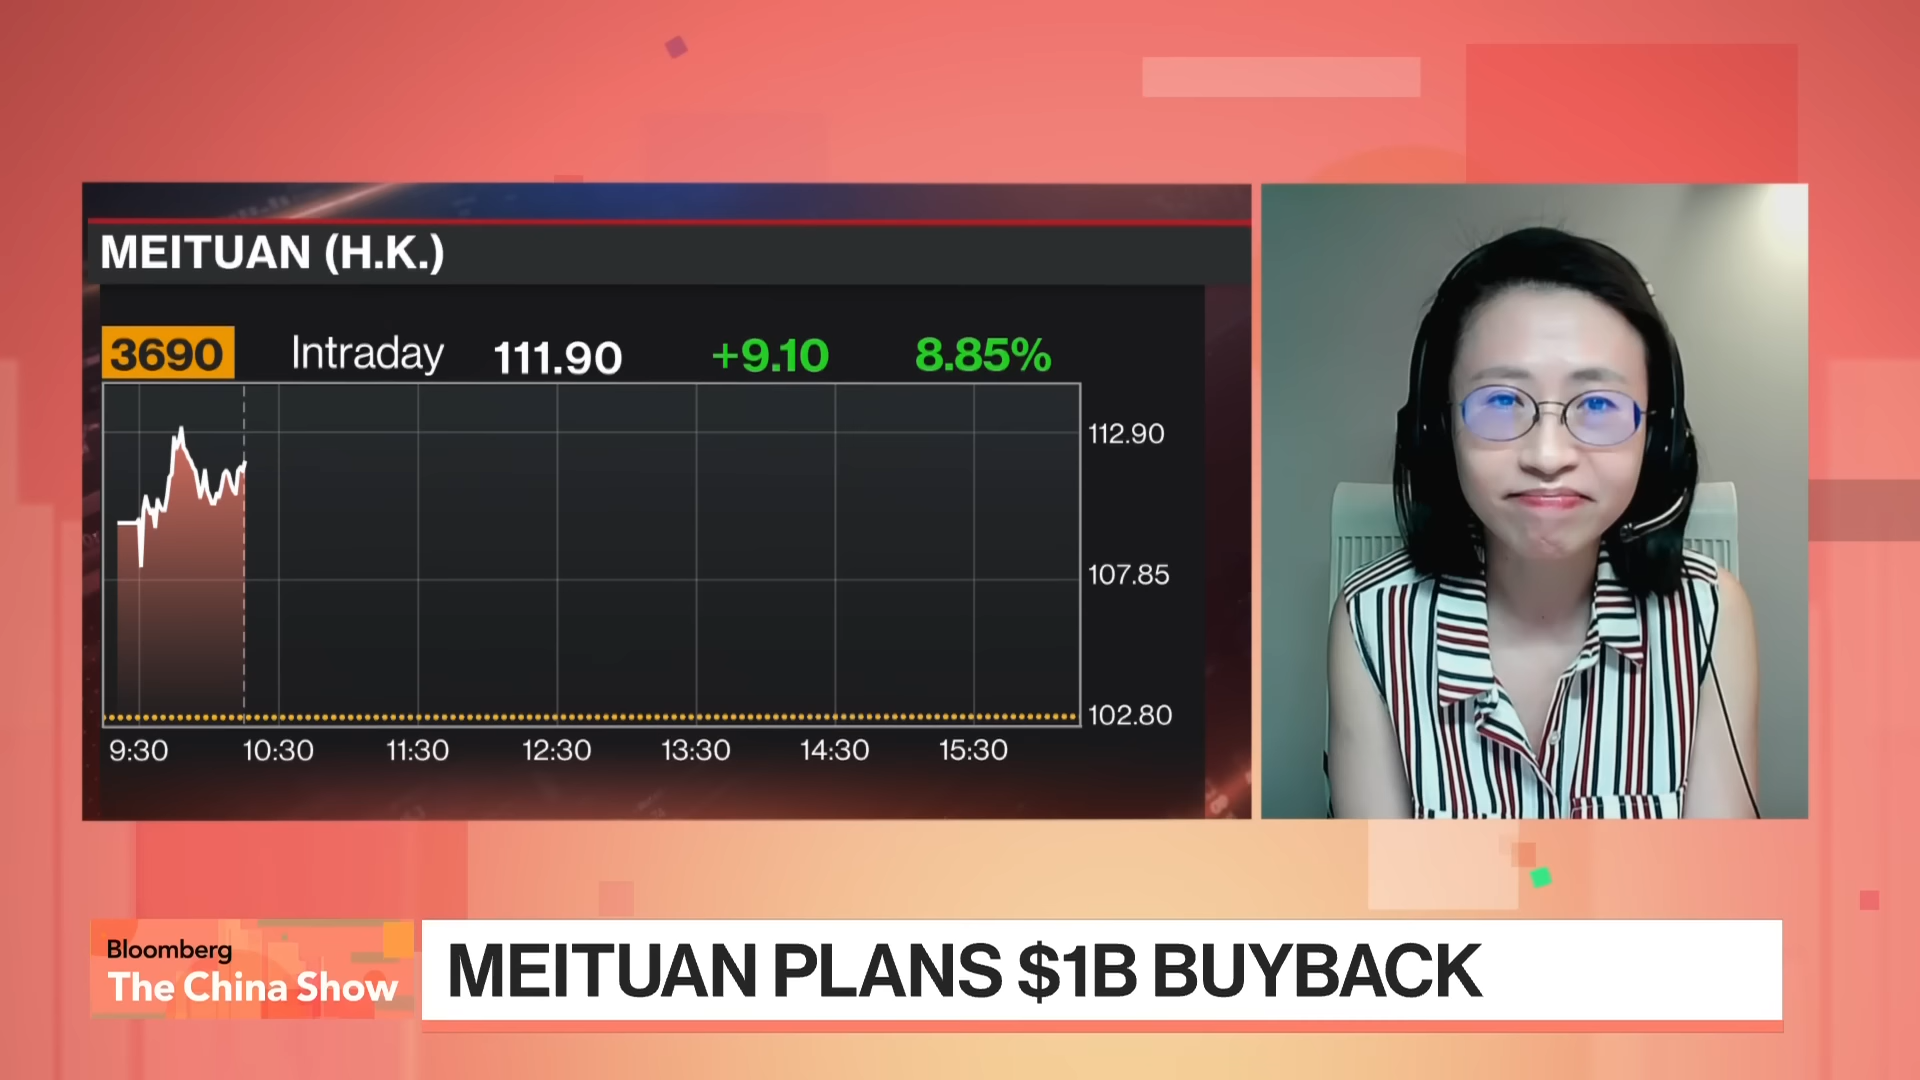 MEITUAN (H.K.)
3690 Intraday 111.90 +9.10 8.85%
112.90
107.85
102.80
9:30 10:30 11:30 12:30 13:30 14:30 15:30
Bloomberg
The China Show
MEITUAN PLANS $1B BUYBACK